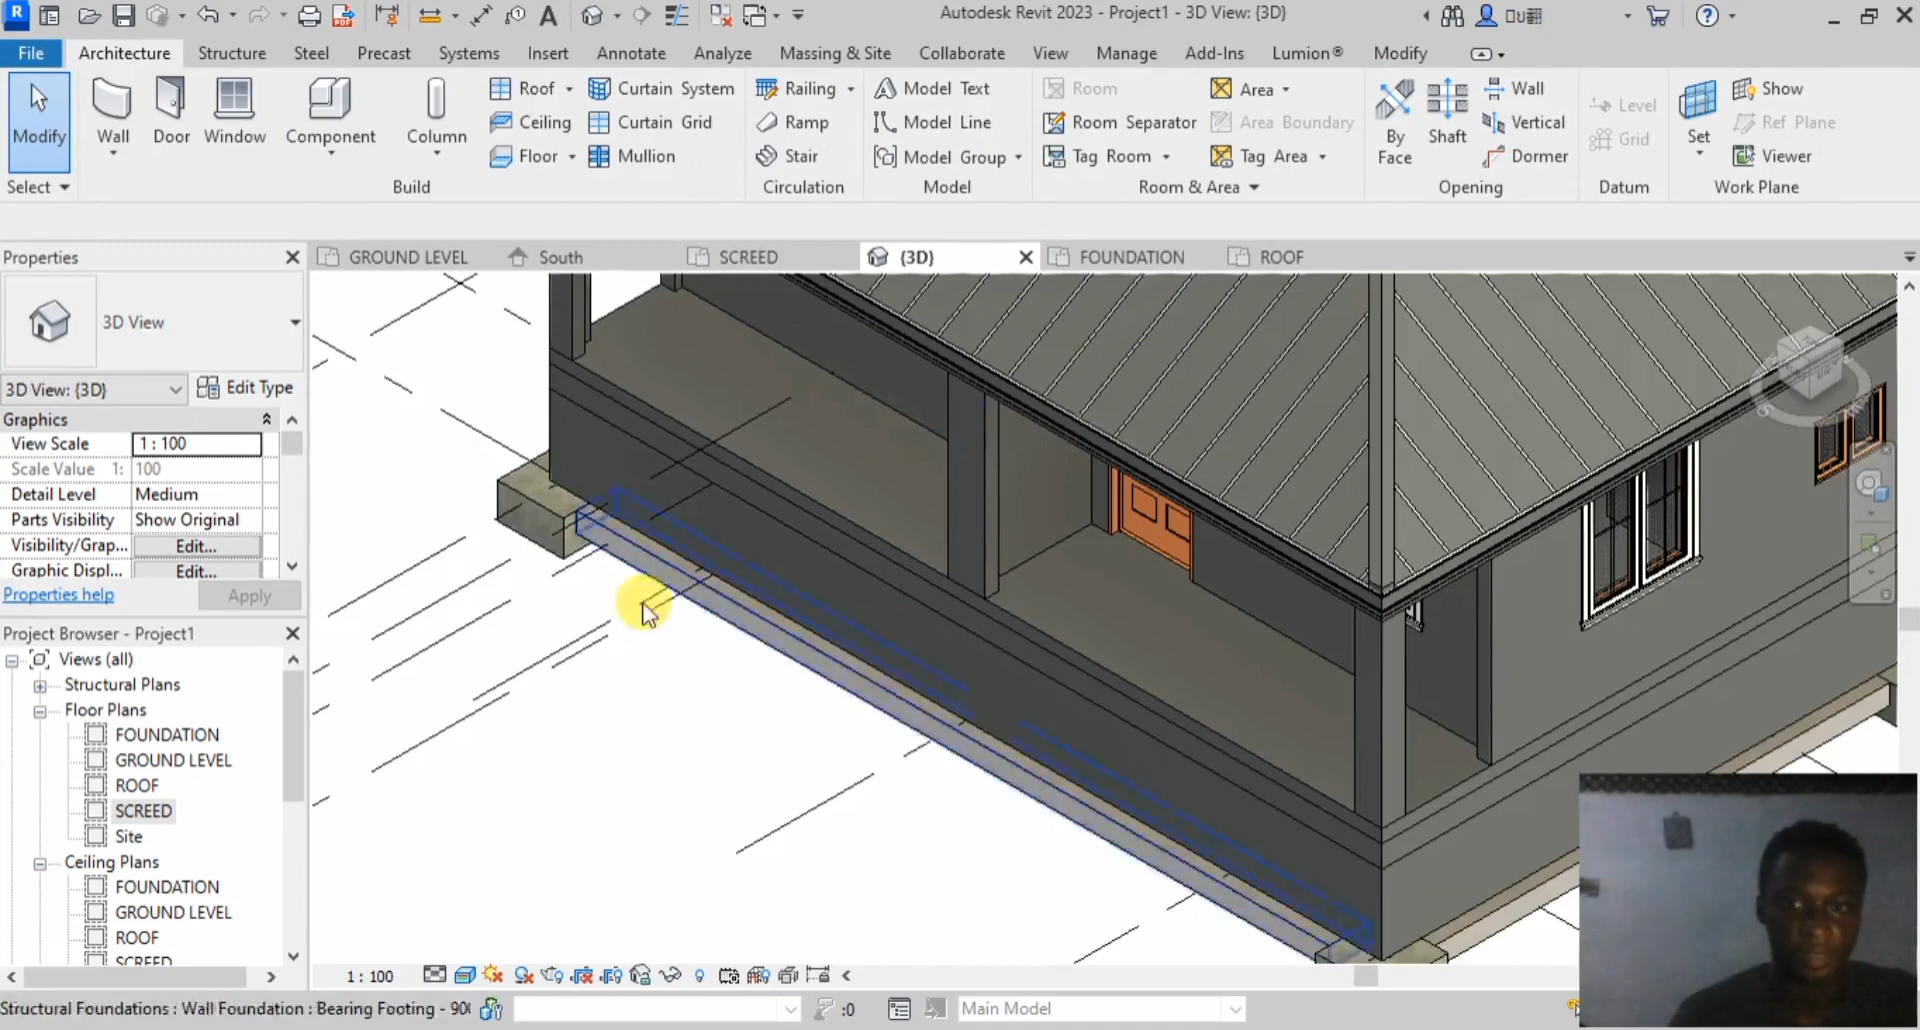 Autodesk Revit 2023 - Project1 - 3D View: {3D}
File Architecture Structure Steel Precast Systems Insert Annotate Analyze Massing & Site Collaborate View Manage Add-Ins Lumion® Modify
Modify
Select
Wall Door Window Component Column
Roof Ceiling Floor
Curtain System Curtain Grid Mullion
Build
Railing Ramp Stair
Circulation
Model Text Model Line Model Group
Model
Room Room Separator Tag Room
Area Area Boundary Tag Area
Room & Area
By Face Shaft Wall Vertical Dormer
Opening
Level Grid
Datum
Set Show Ref Plane Viewer
Work Plane
Properties
GROUND LEVEL South SCREED {3D} FOUNDATION ROOF
3D View
3D View: {3D} Edit Type
Graphics
View Scale 1 : 100
Scale Value 1: 100
Detail Level Medium
Parts Visibility Show Original
Visibility/Grap... Edit...
Graphic Displ... Edit...
Properties help Apply
Project Browser - Project1
Views (all)
Structural Plans
Floor Plans
FOUNDATION
GROUND LEVEL
ROOF
SCREED
Site
Ceiling Plans
FOUNDATION
GROUND LEVEL
ROOF
SCREED
1 : 100
Structural Foundations : Wall Foundation : Bearing Footing - 90 :0 Main Model